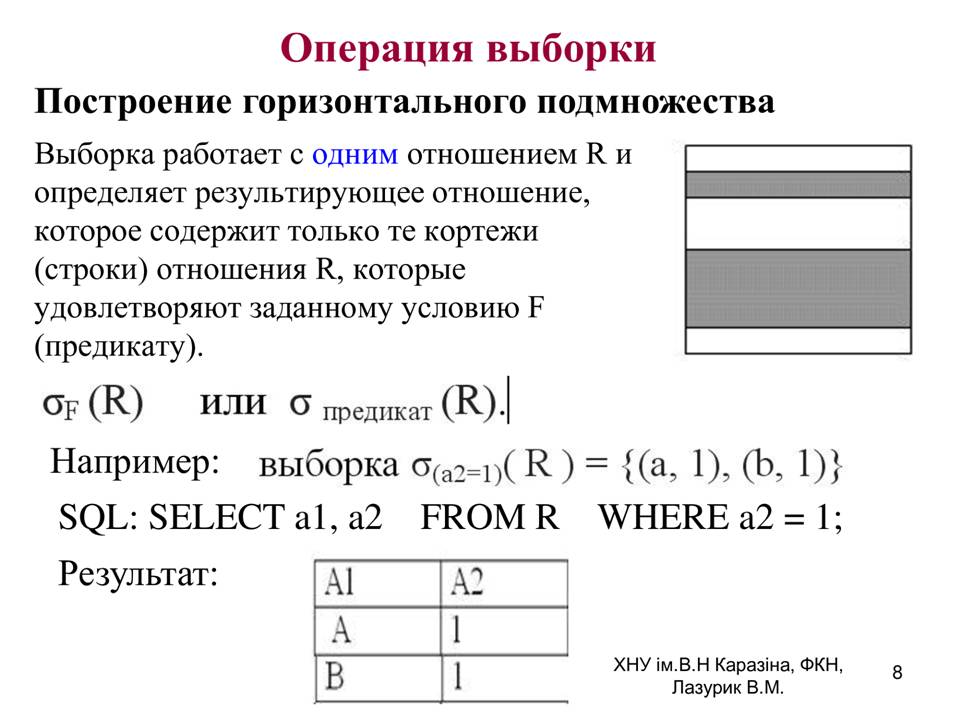 Операция выборки
Построение горизонтального подмножества
Выборка работает с одним отношением R и
определяет результирующее отношение,
которое содержит только те кортежи
(строки) отношения R, которые
удовлетворяют заданному условию F
(предикату).
σF (R) или σ предикат (R).
Например: выборка σ(a2=1)( R ) = {(a, 1), (b, 1)}
SQL: SELECT a1, a2 FROM R WHERE a2 = 1;
Результат:
A1 A2
A 1
B 1
ХНУ ім.В.Н Каразіна, ФКН,
Лазурик В.М.
8